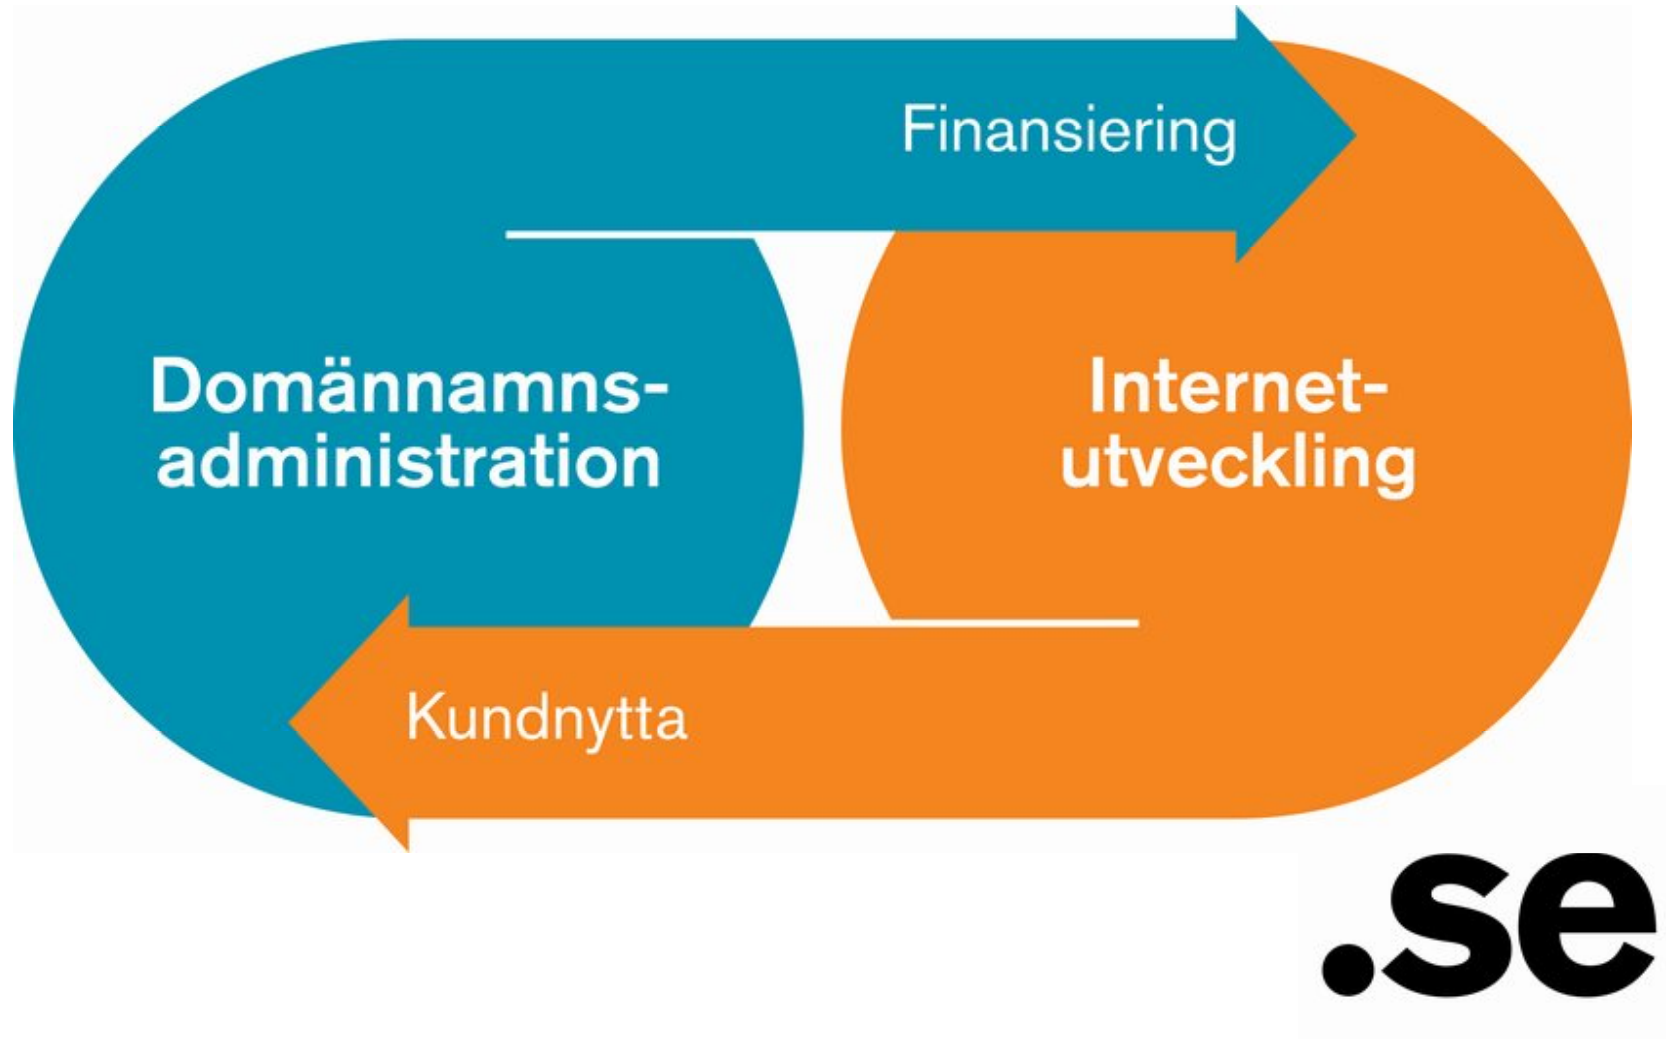 Finansiering
Domännamns-
administration
Internet-
utveckling
Kundnytta
.se